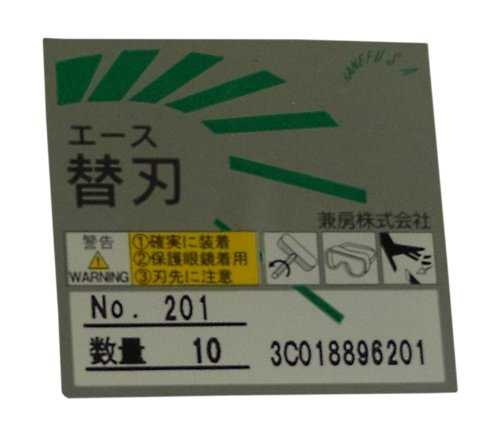 KANEFUSA
エース
替刃
兼房株式会社
警告
WARNING
①確実に装着
②保護眼鏡着用
③刃先に注意
No. 201
数量 10 3C018896201